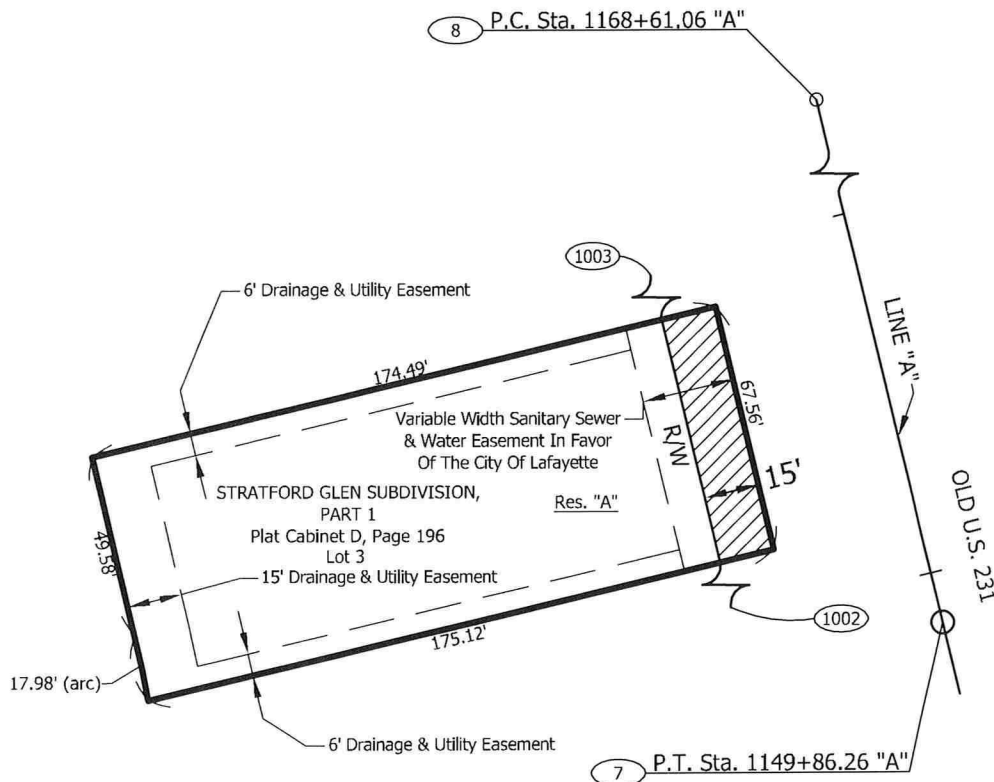 8 P.C. Sta. 1168+61.06 "A"
1003
6' Drainage & Utility Easement
LINE "A"
174.49'
67.56'
Variable Width Sanitary Sewer
& Water Easement In Favor
Of The City Of Lafayette
R/W
15'
STRATFORD GLEN SUBDIVISION,
PART 1
Plat Cabinet D, Page 196
Lot 3
Res. "A"
OLD U.S. 231
49.58'
15' Drainage & Utility Easement
1002
175.12'
17.98' (arc)
6' Drainage & Utility Easement
7 P.T. Sta. 1149+86.26 "A"